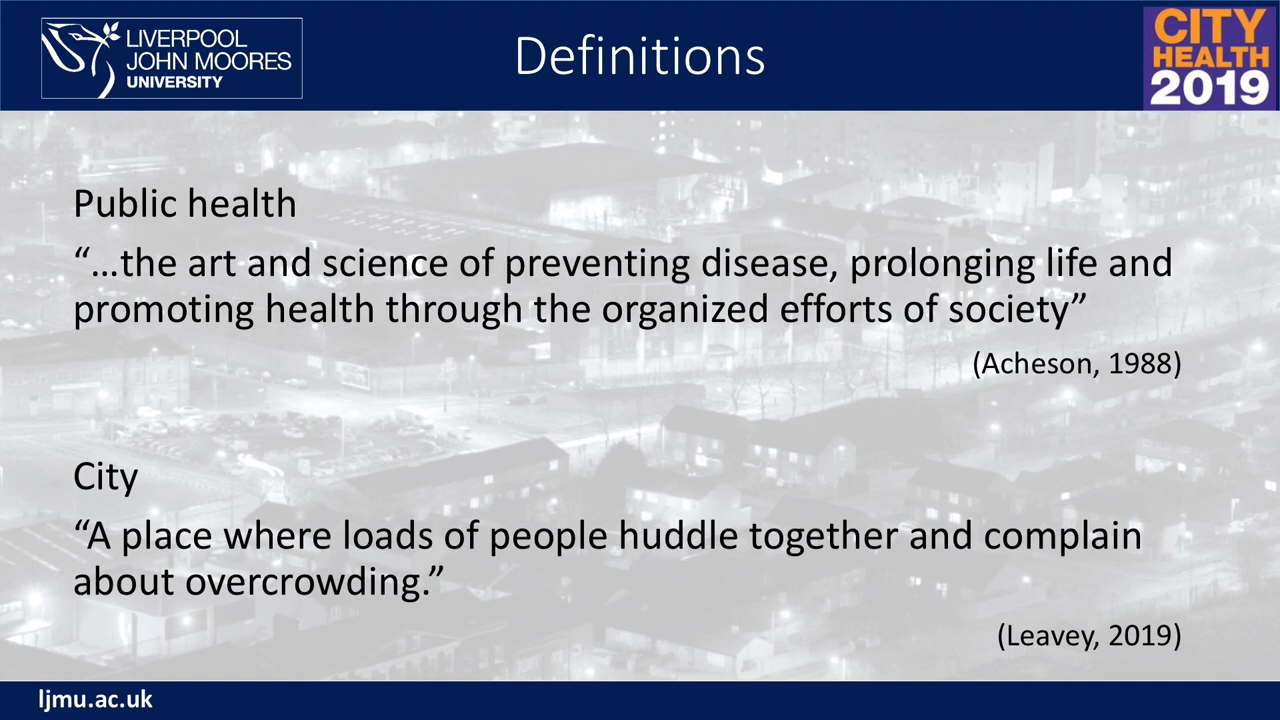 LIVERPOOL
JOHN MOORES
UNIVERSITY
Definitions
CITY
HEALTH
2019
Public health
“…the art and science of preventing disease, prolonging life and
promoting health through the organized efforts of society”
(Acheson, 1988)
City
“A place where loads of people huddle together and complain
about overcrowding.”
(Leavey, 2019)
ljmu.ac.uk